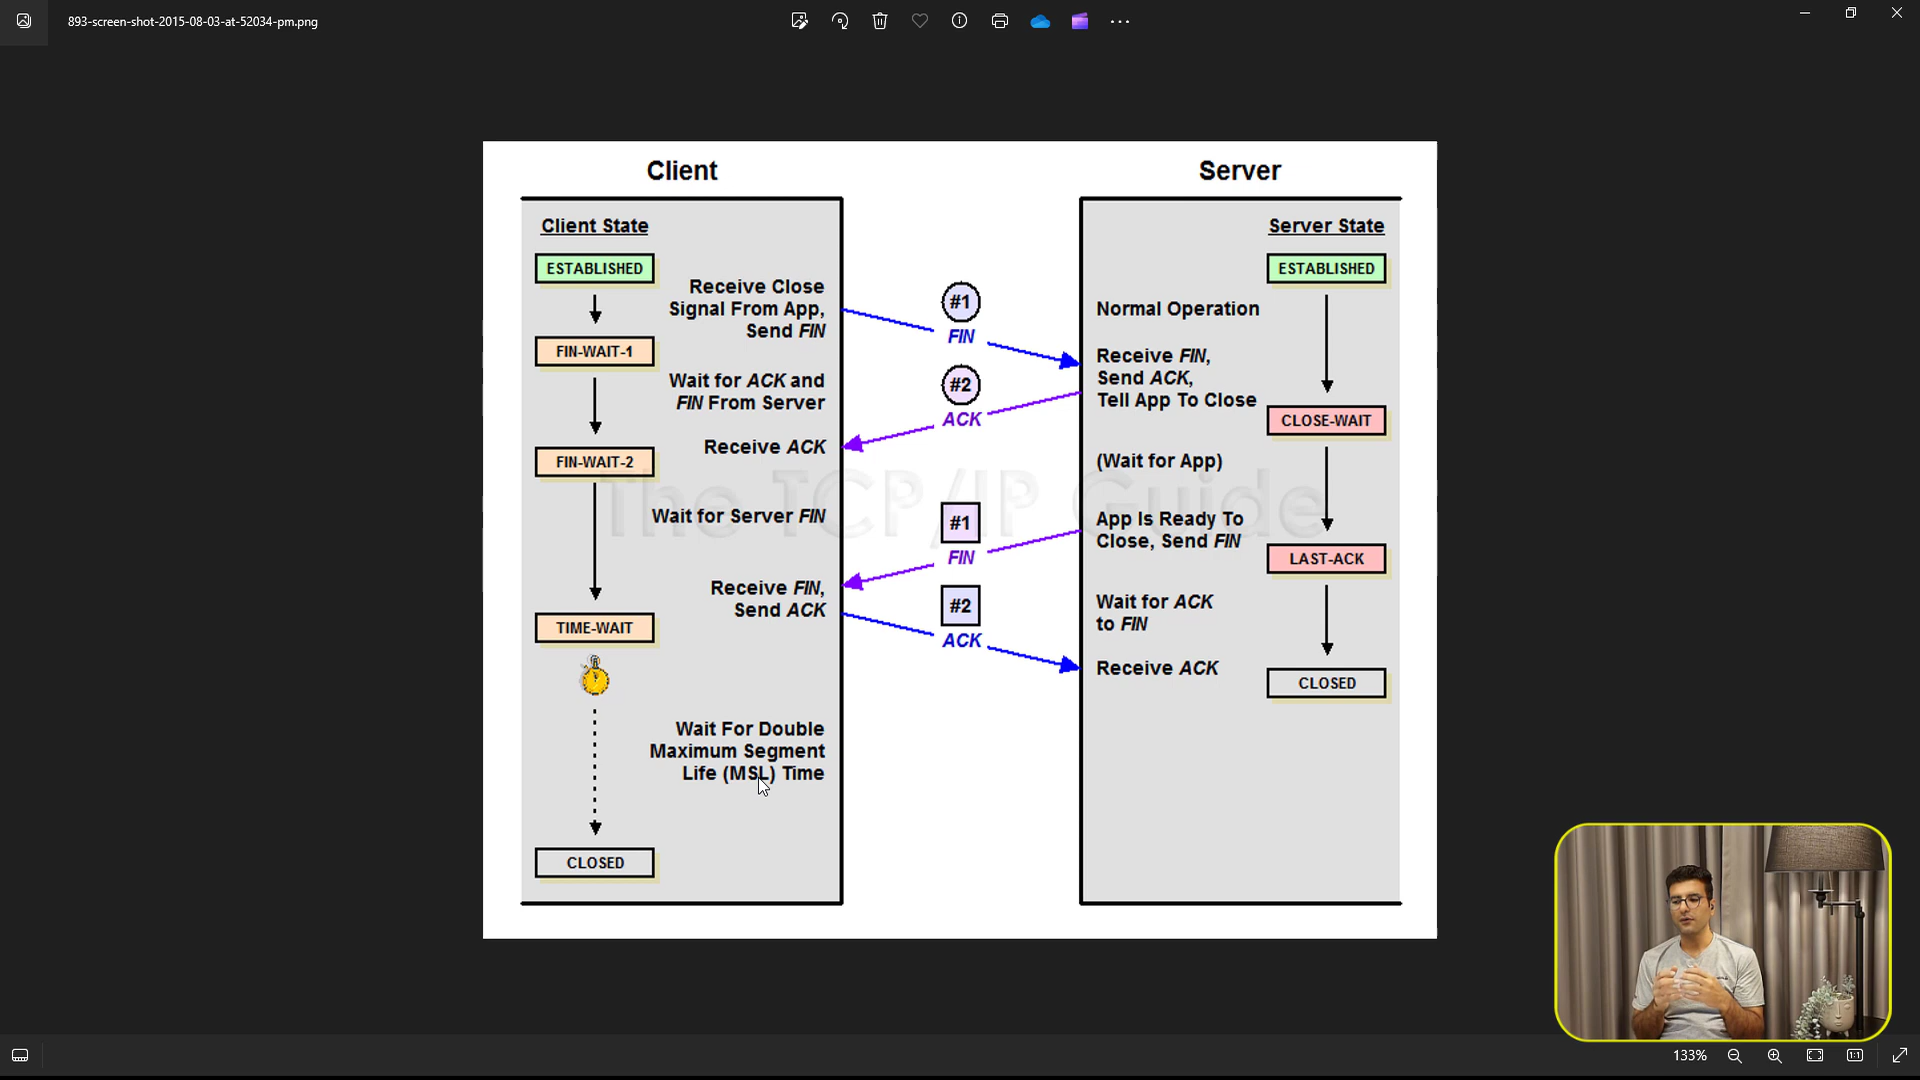 893-screen-shot-2015-08-03-at-52034-pm.png
Client
Server
Client State
Server State
ESTABLISHED
ESTABLISHED
Receive Close
Signal From App,
Send FIN
#1
FIN
Normal Operation
FIN-WAIT-1
Receive FIN,
Send ACK,
Tell App To Close
Wait for ACK and
FIN From Server
#2
ACK
CLOSE-WAIT
Receive ACK
FIN-WAIT-2
(Wait for App)
The TCP/IP Guide
Wait for Server FIN
#1
FIN
App Is Ready To
Close, Send FIN
LAST-ACK
Receive FIN,
Send ACK
#2
ACK
Wait for ACK
to FIN
TIME-WAIT
Receive ACK
CLOSED
Wait For Double
Maximum Segment
Life (MSL) Time
CLOSED
133%
1:1